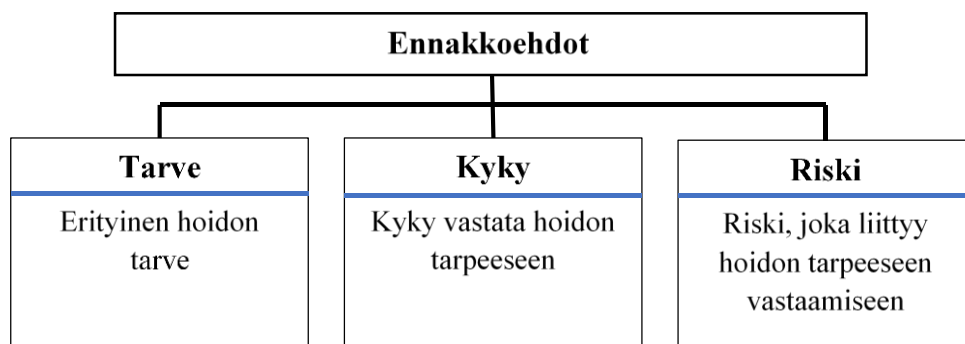 Ennakkoehdot
Tarve
Erityinen hoidon
tarve
Kyky
Kyky vastata hoidon
tarpeeseen
Riski
Riski, joka liittyy
hoidon tarpeeseen
vastaamiseen